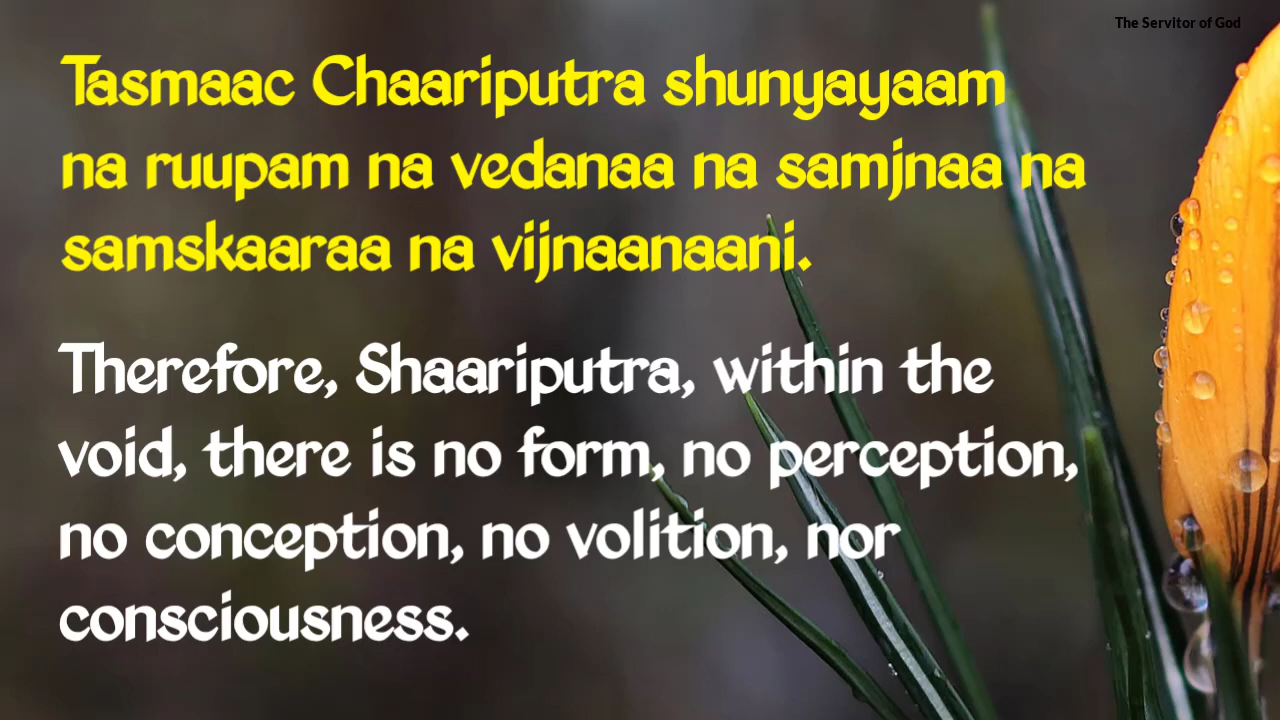 The Servitor of God
Tasmaac Chaariputra shunyayaam
na ruupam na vedanaa na samjnaa na
samskaaraa na vijnaanaani.
Therefore, Shaariputra, within the
void, there is no form, no perception,
no conception, no volition, nor
consciousness.